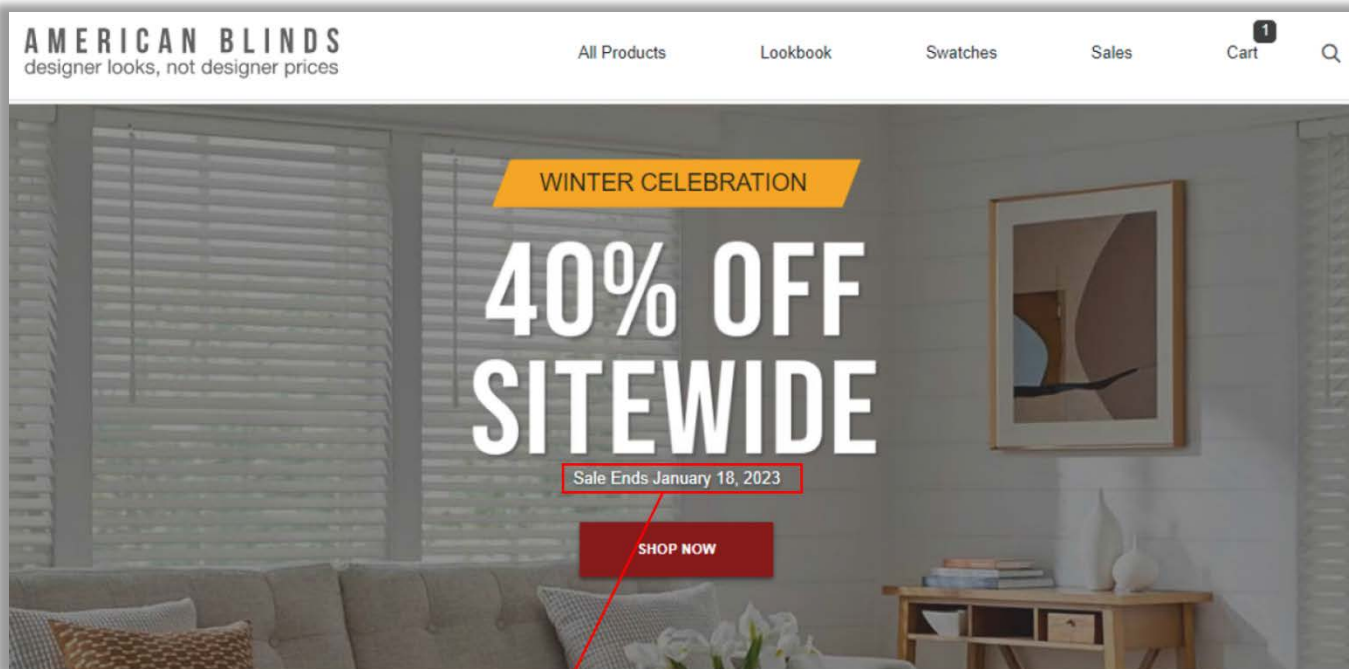 AMERICAN BLINDS
designer looks, not designer prices
All Products
Lookbook
Swatches
Sales
Cart
1
WINTER CELEBRATION
40% OFF
SITEWIDE
Sale Ends January 18, 2023
SHOP NOW